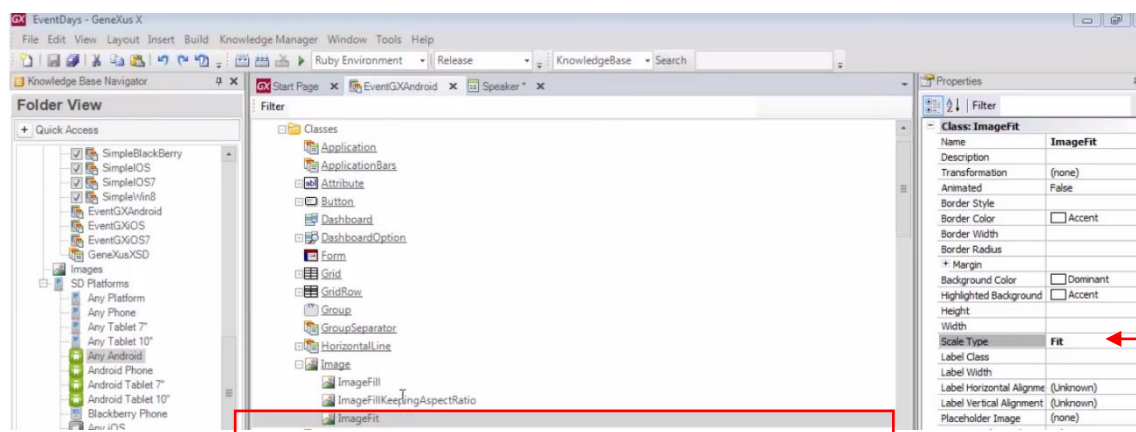 EventDays - GeneXus X
File Edit View Layout Insert Build Knowledge Manager Window Tools Help
Ruby Environment Release KnowledgeBase Search
Knowledge Base Navigator
Folder View
Quick Access
SimpleBlackBerry
SimpleIOS
SimpleIOS7
SimpleWin8
EventGXAndroid
EventGXiOS
EventGXiOS7
GeneXusXSD
Images
SD Platforms
Any Platform
Any Phone
Any Tablet 7"
Any Tablet 10"
Any Android
Android Phone
Android Tablet 7"
Android Tablet 10"
Blackberry Phone
Any iOS
Start Page EventGXAndroid Speaker *
Filter
Classes
Application
ApplicationBars
Attribute
Button
Dashboard
DashboardOption
Form
Grid
GridRow
Group
GroupSeparator
HorizontalLine
Image
ImageFill
ImageFillKeepingAspectRatio
ImageFit
Properties
Filter
Class: ImageFit
Name ImageFit
Description
Transformation (none)
Animated False
Border Style
Border Color Accent
Border Width
Border Radius
Margin
Background Color Dominant
Highlighted Background Accent
Height
Width
Scale Type Fit
Label Class
Label Width
Label Horizontal Alignme (Unknown)
Label Vertical Alignment (Unknown)
Placeholder Image (none)